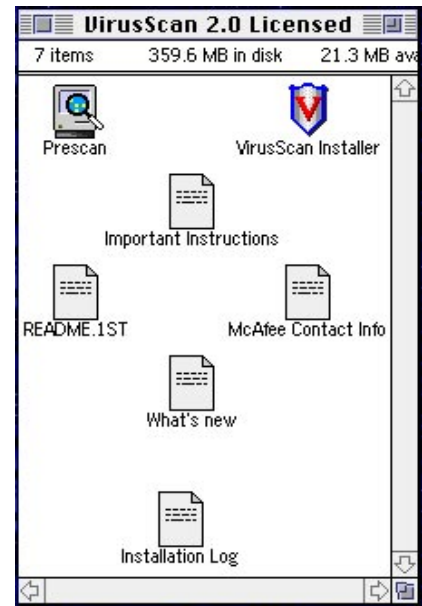 VirusScan 2.0 Licensed
7 items 359.6 MB in disk 21.3 MB ava
Prescan VirusScan Installer
Important Instructions
README.1ST McAfee Contact Info
What's new
Installation Log